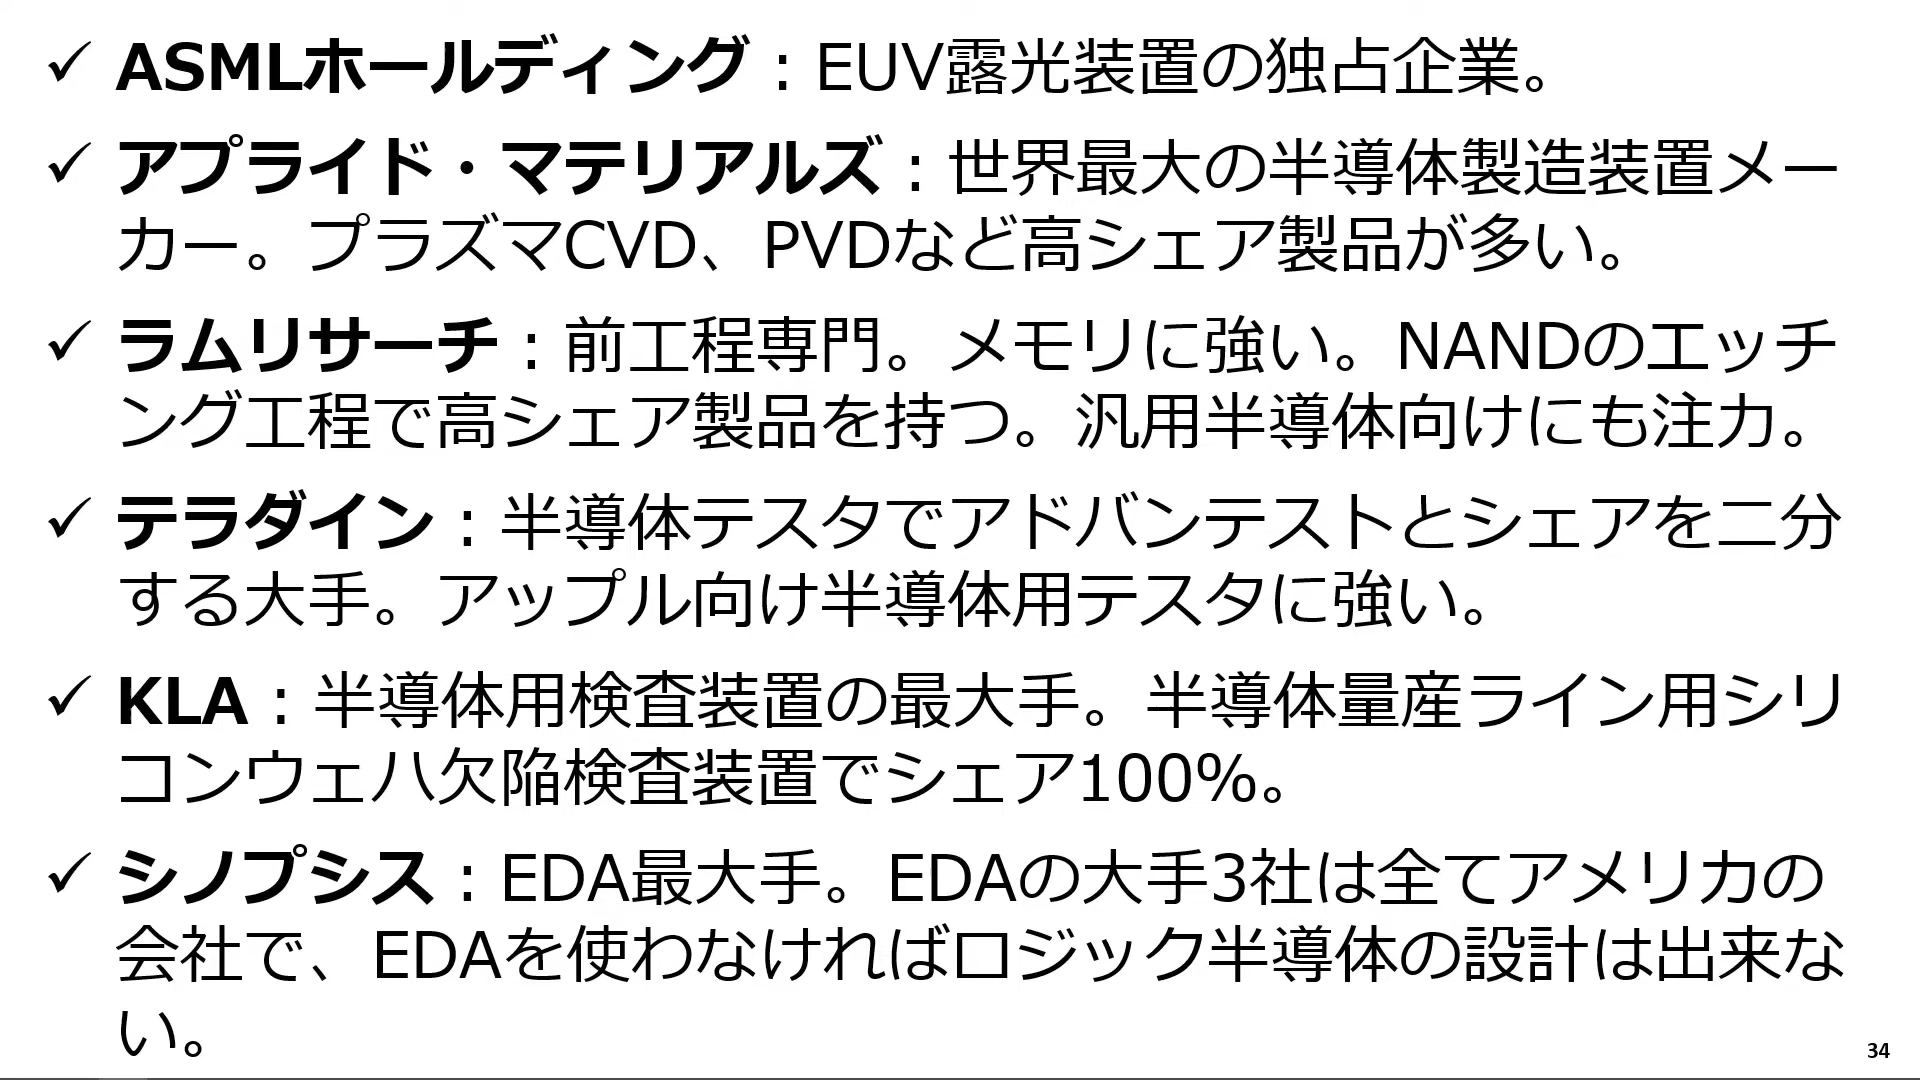 ✓ ASMLホールディング：EUV露光装置の独占企業。
✓ アプライド・マテリアルズ：世界最大の半導体製造装置メー
カー。プラズマCVD、PVDなど高シェア製品が多い。
✓ ラムリサーチ：前工程専門。メモリに強い。NANDのエッチ
ング工程で高シェア製品を持つ。汎用半導体向けにも注力。
✓ テラダイン：半導体テスタでアドバンテストとシェアを二分
する大手。アップル向け半導体用テスタに強い。
✓ KLA：半導体用検査装置の最大手。半導体量産ライン用シリ
コンウェハ欠陥検査装置でシェア100%。
✓ シノプシス：EDA最大手。EDAの大手3社は全てアメリカの
会社で、EDAを使わなければロジック半導体の設計は出来な
い。
34